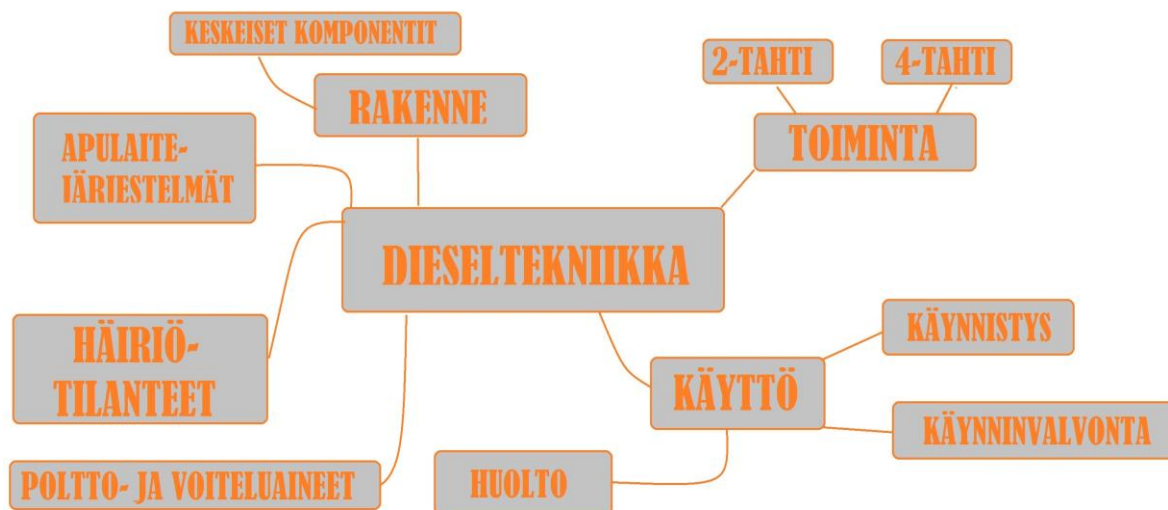 KESKEISET KOMPONENTIT
RAKENNE
2-TAHTI
4-TAHTI
TOIMINTA
APULAITE-
JÄRJESTELMÄT
DIESELTEKNIIKKA
HÄIRIÖ-
TILANTEET
KÄYNNISTYS
KÄYTTÖ
KÄYNNINVALVONTA
POLTTO- JA VOITELUAINEET
HUOLTO